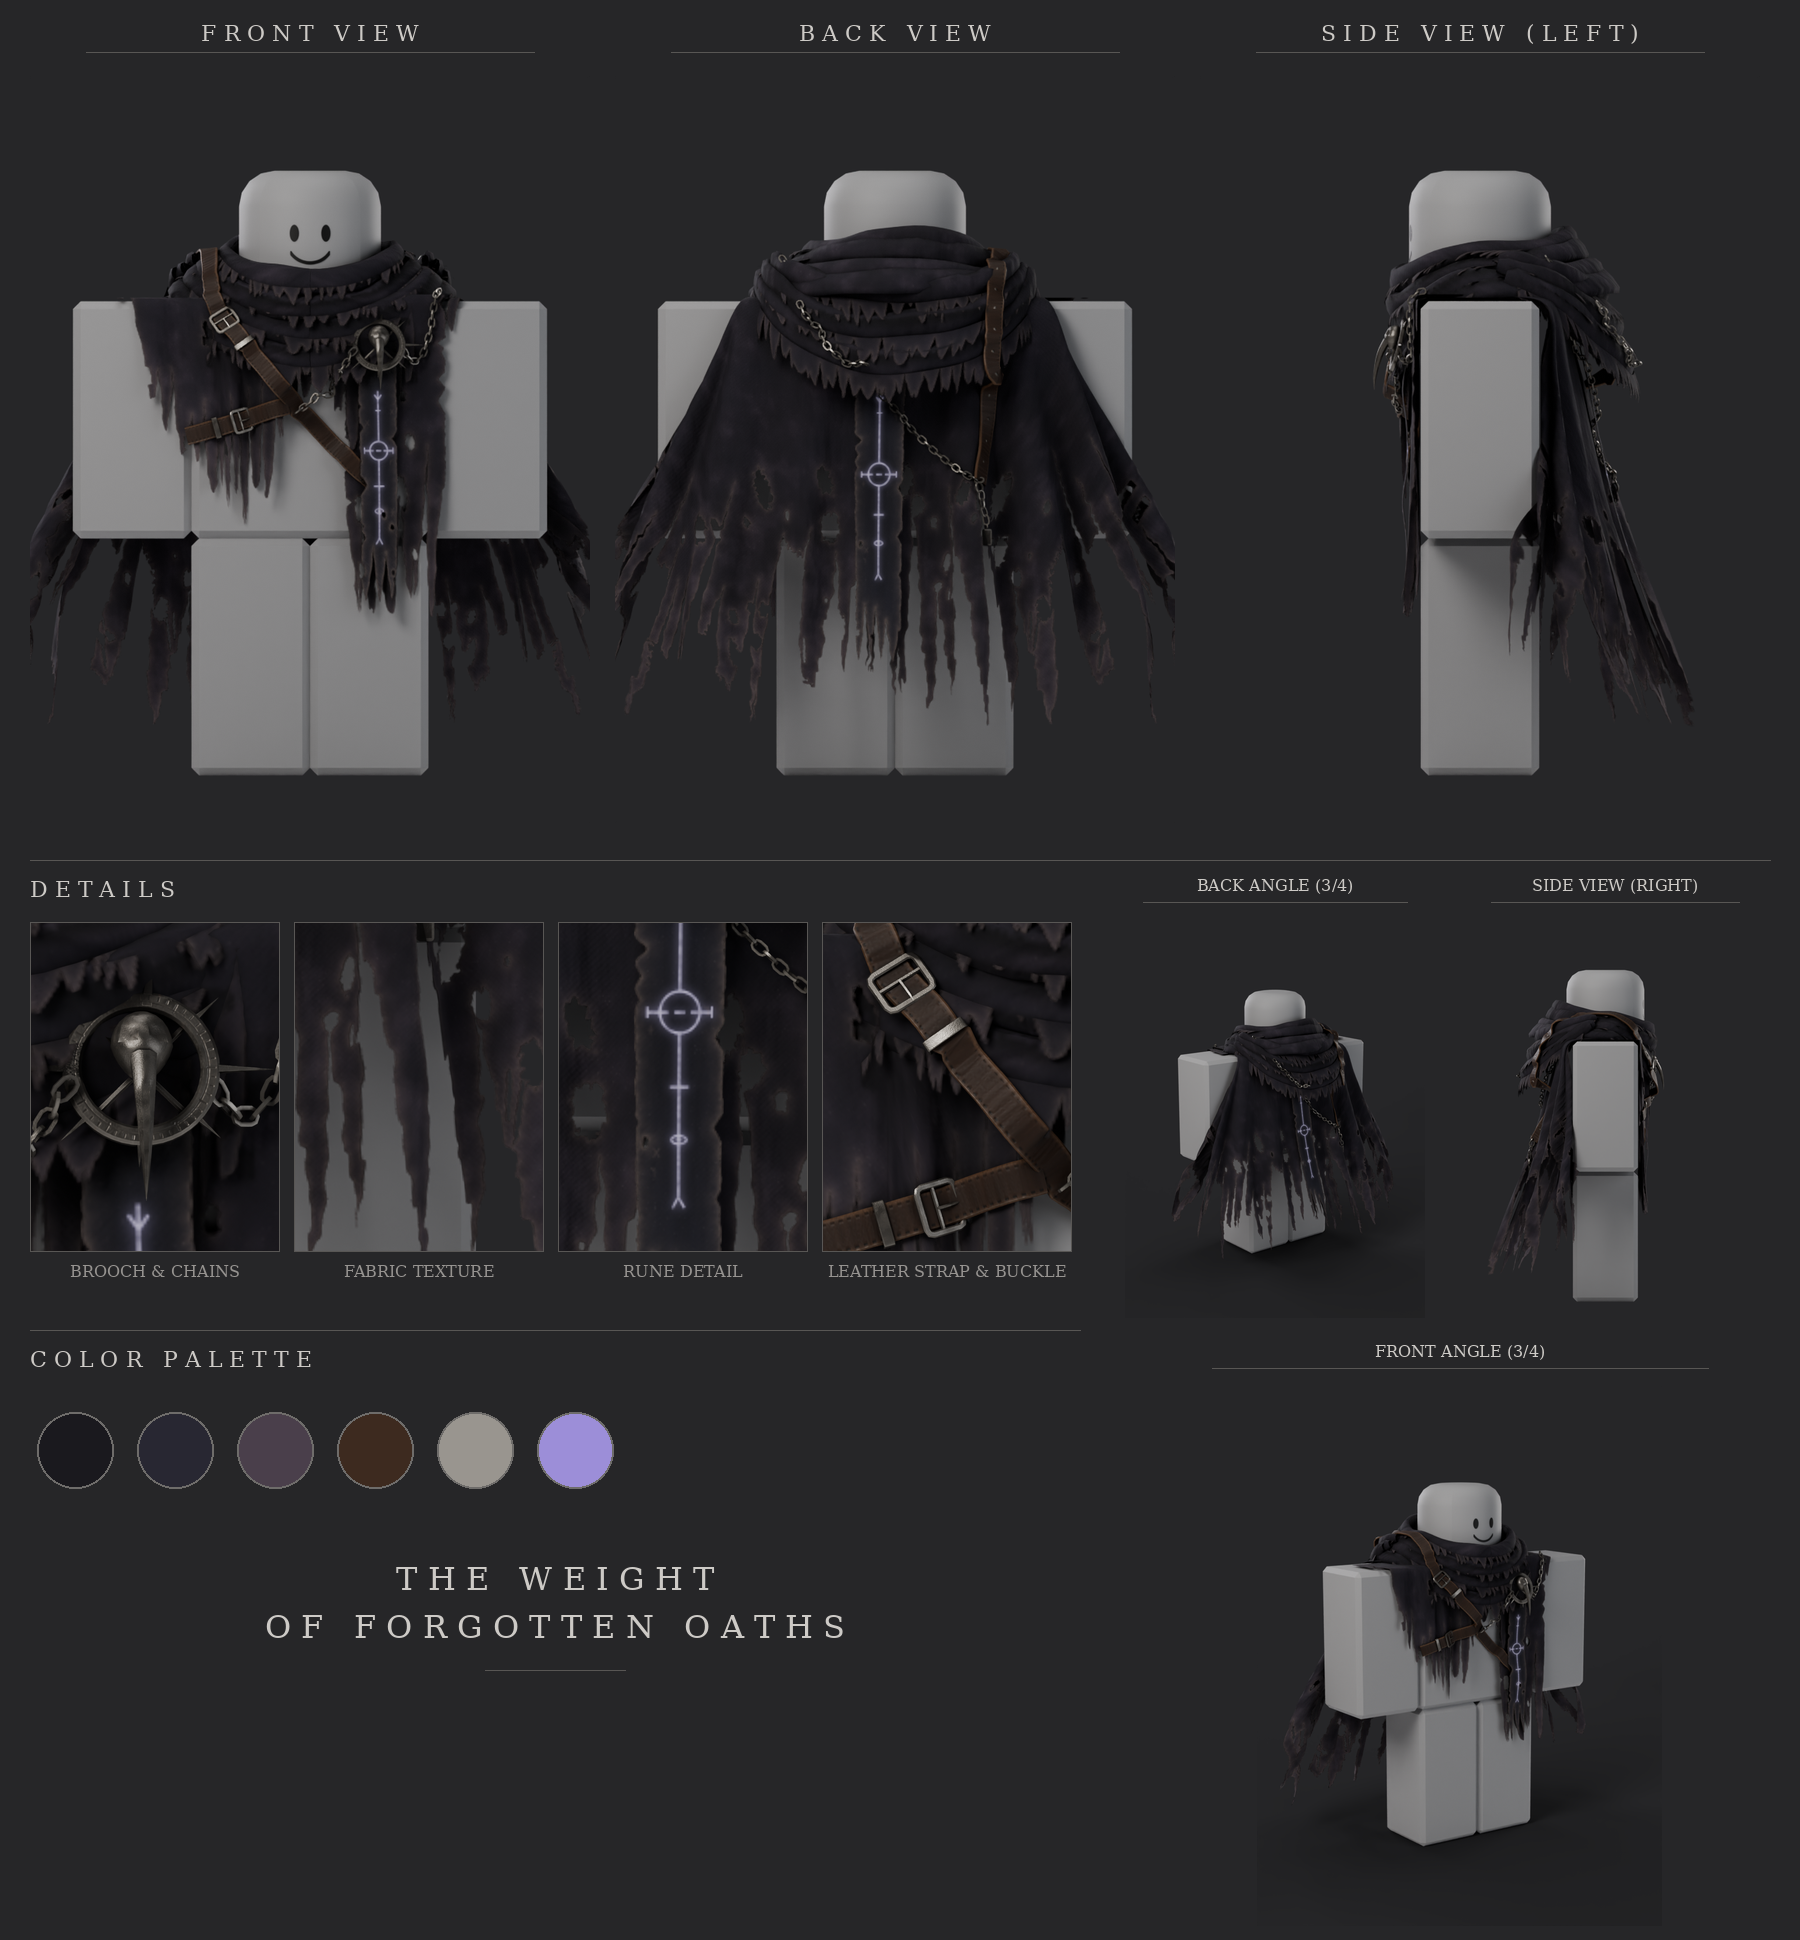 FRONT VIEW
BACK VIEW
SIDE VIEW (LEFT)
DETAILS
BACK ANGLE (3/4)
SIDE VIEW (RIGHT)
BROOCH & CHAINS
FABRIC TEXTURE
RUNE DETAIL
LEATHER STRAP & BUCKLE
FRONT ANGLE (3/4)
COLOR PALETTE
THE WEIGHT
OF FORGOTTEN OATHS